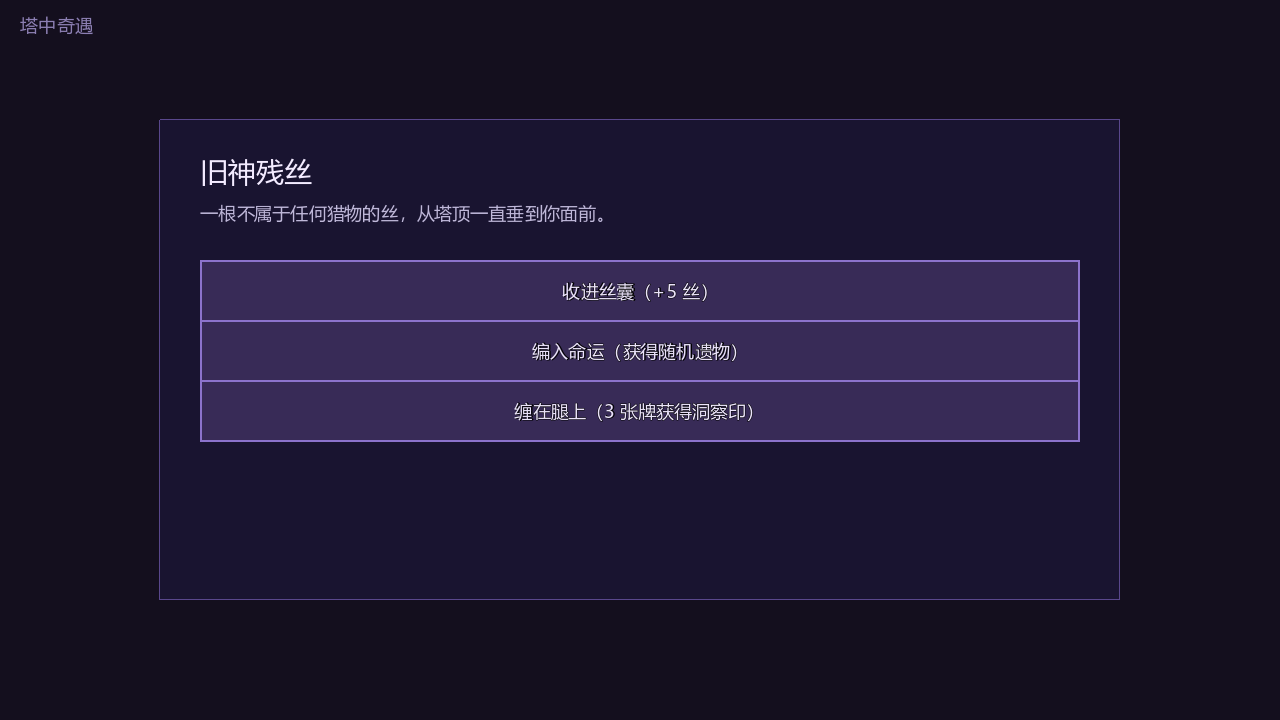 塔中奇遇
旧神残丝
一根不属于任何猎物的丝，从塔顶一直垂到你面前。
收进丝囊（+5 丝）
编入命运（获得随机遗物）
缠在腿上（3 张牌获得洞察印）